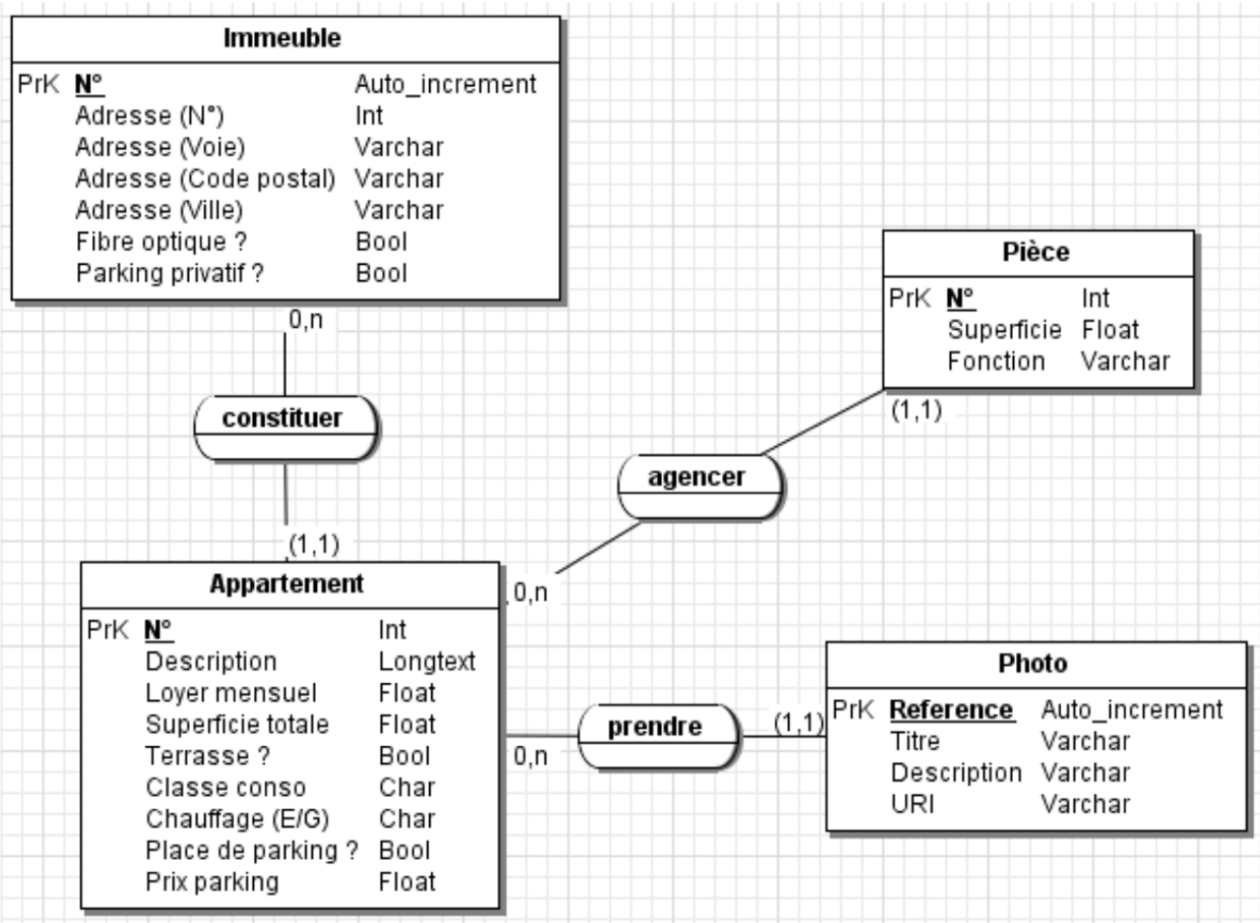 Immeuble
PrK N° Auto_increment
Adresse (N°) Int
Adresse (Voie) Varchar
Adresse (Code postal) Varchar
Adresse (Ville) Varchar
Fibre optique ? Bool
Parking privatif ? Bool
0,n
constituer
(1,1)
Pièce
PrK N° Int
Superficie Float
Fonction Varchar
(1,1)
agencer
0,n
Appartement
PrK N° Int
Description Longtext
Loyer mensuel Float
Superficie totale Float
Terrasse ? Bool
Classe conso Char
Chauffage (E/G) Char
Place de parking ? Bool
Prix parking Float
0,n
prendre
(1,1)
Photo
PrK Reference Auto_increment
Titre Varchar
Description Varchar
URI Varchar